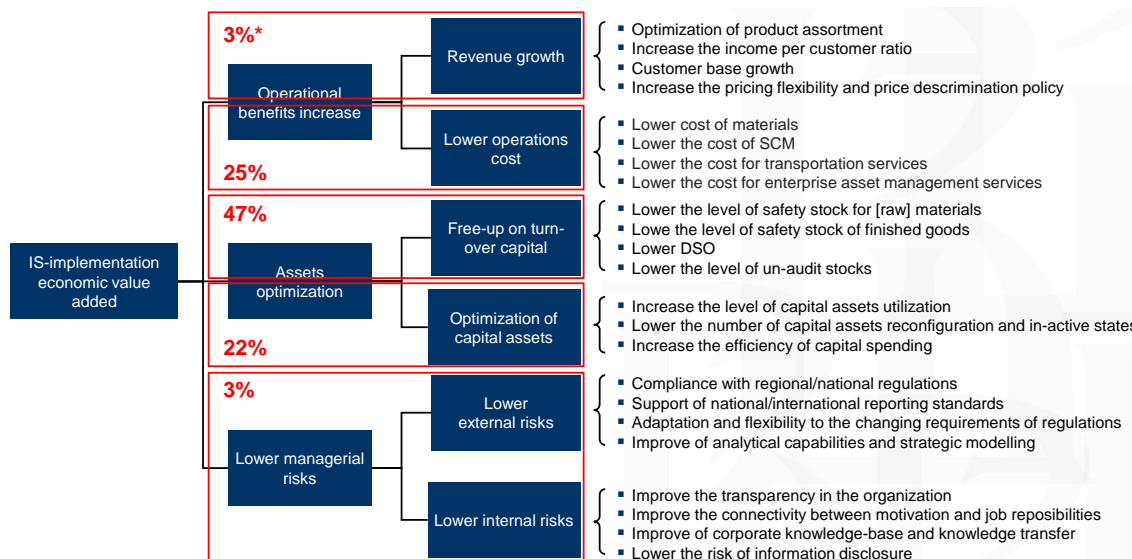 3%*
Operational
benefits increase
Revenue growth
▪ Optimization of product assortment
▪ Increase the income per customer ratio
▪ Customer base growth
▪ Increase the pricing flexibility and price descrimination policy
Lower operations
cost
25%
▪ Lower cost of materials
▪ Lower the cost of SCM
▪ Lower the cost for transportation services
▪ Lower the cost for enterprise asset management services
IS-implementation
economic value
added
47%
Assets
optimization
Free-up on turn-
over capital
▪ Lower the level of safety stock for [raw] materials
▪ Lowe the level of safety stock of finished goods
▪ Lower DSO
▪ Lower the level of un-audit stocks
Optimization of
capital assets
22%
▪ Increase the level of capital assets utilization
▪ Lower the number of capital assets reconfiguration and in-active states
▪ Increase the efficiency of capital spending
3%
Lower managerial
risks
Lower
external risks
▪ Compliance with regional/national regulations
▪ Support of national/international reporting standards
▪ Adaptation and flexibility to the changing requirements of regulations
▪ Improve of analytical capabilities and strategic modelling
Lower internal risks
▪ Improve the transparency in the organization
▪ Improve the connectivity between motivation and job reposibilities
▪ Improve of corporate knowledge-base and knowledge transfer
▪ Lower the risk of information disclosure